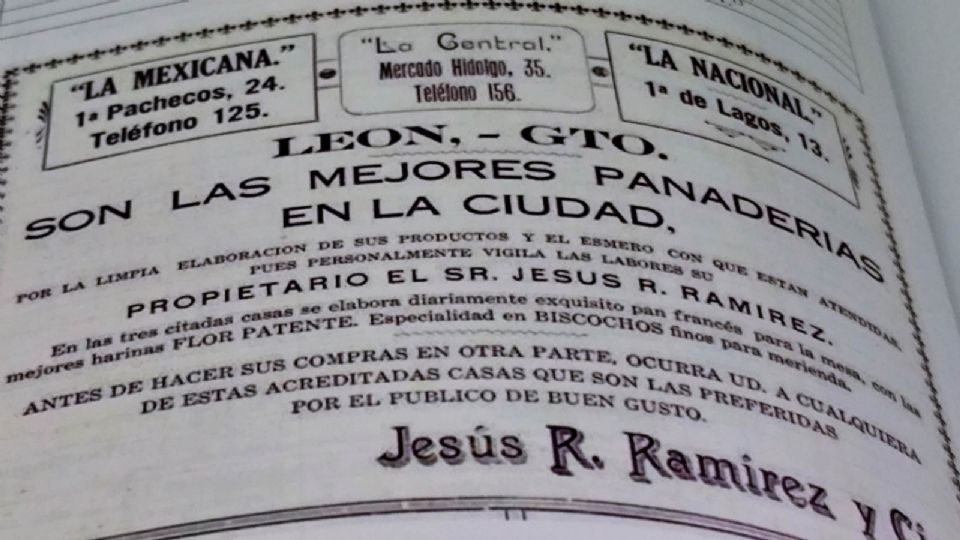 "LA MEXICANA."
1ª Pachecos, 24.
Teléfono 125.
"La Central."
Mercado Hidalgo, 35.
Teléfono 156.
"LA NACIONAL."
1ª de Lagos, 13.
LEON, - GTO.
SON LAS MEJORES PANADERIAS
EN LA CIUDAD,
POR LA LIMPIA ELABORACION DE SUS PRODUCTOS Y EL ESMERO CON QUE ESTAN ATENDIDAR
PUES PERSONALMENTE VIGILA LAS LABORES SU
PROPIETARIO EL SR. JESUS R. RAMIREZ.
En las tres citadas casas se elabora diariamente exquisito pan francés para la mesa, con las
mejores harinas FLOR PATENTE. Especialidad en BISCOCHOS finos para merienda.
ANTES DE HACER SUS COMPRAS EN OTRA PARTE, OCURRA UD. A CUALQUIERA
DE ESTAS ACREDITADAS CASAS QUE SON LAS PREFERIDAS
POR EL PUBLICO DE BUEN GUSTO.
Jesús R. Ramirez y